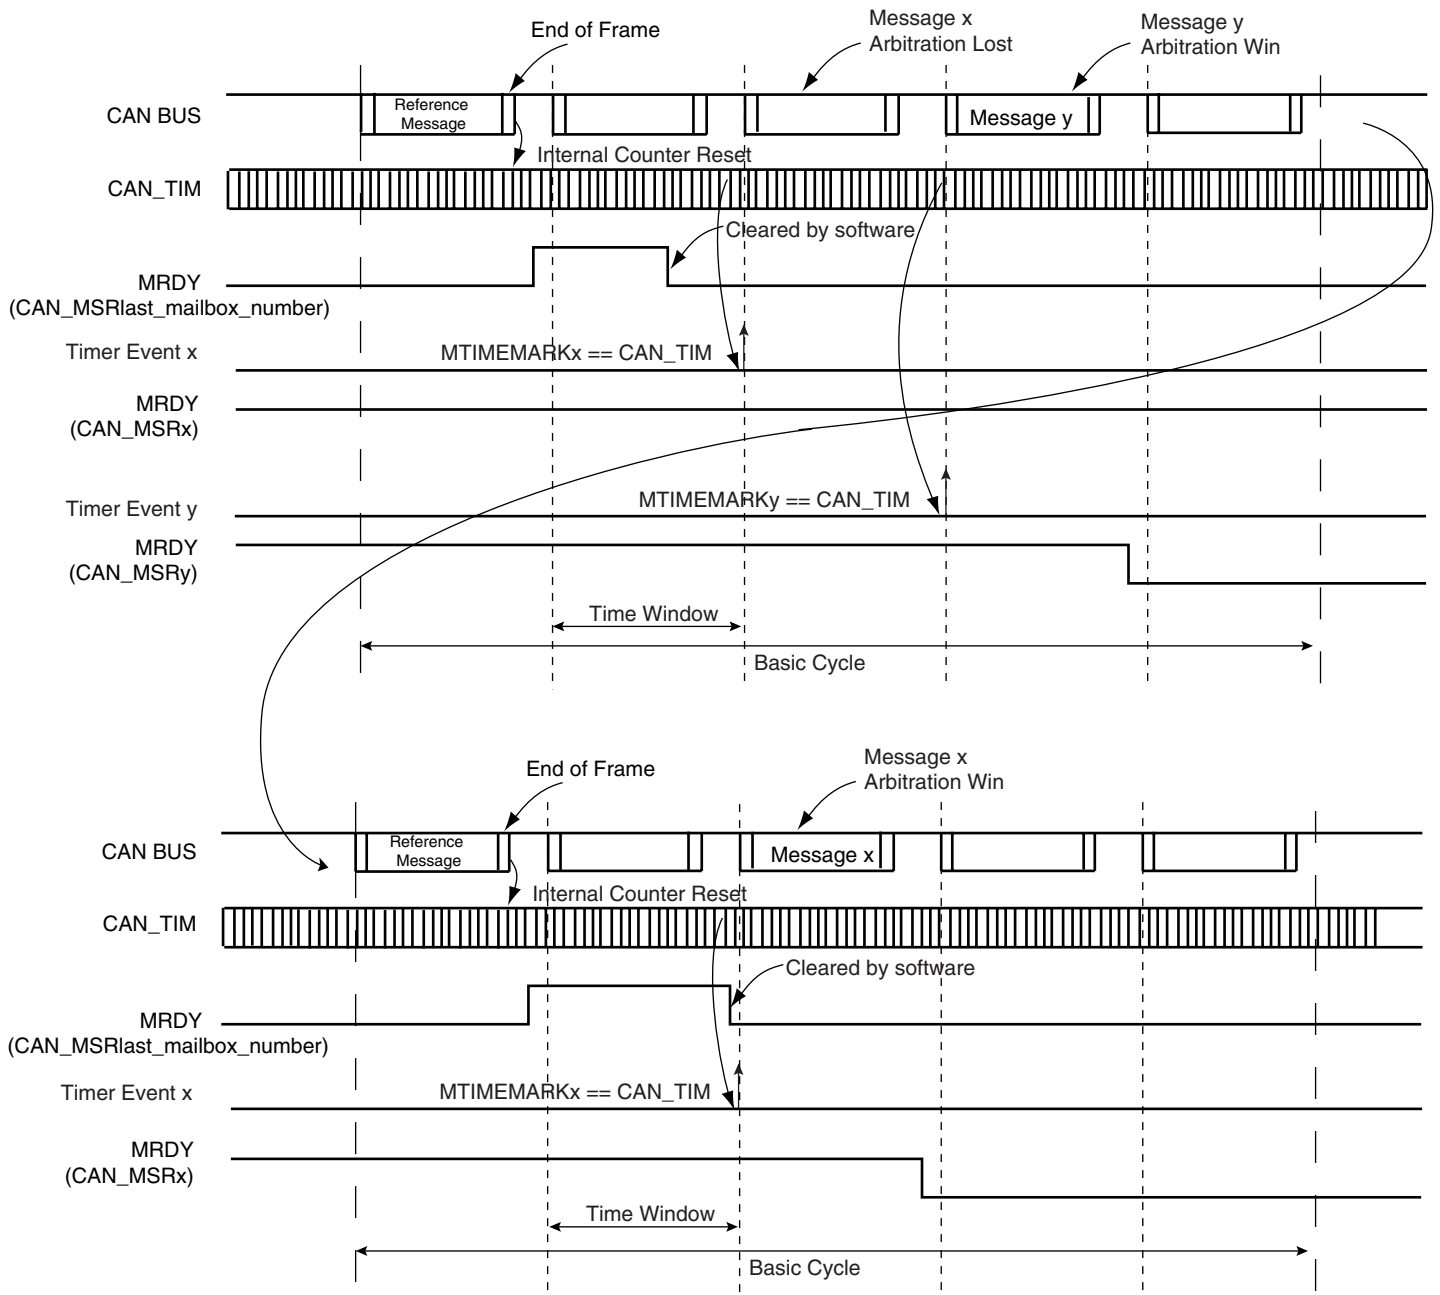 End of Frame
Message x
Arbitration Lost
Message y
Arbitration Win
CAN BUS
Reference
Message
Message y
Internal Counter Reset
CAN_TIM
Cleared by software
MRDY
(CAN_MSRlast_mailbox_number)
Timer Event x
MTIMEMARKx == CAN_TIM
MRDY
(CAN_MSRx)
Timer Event y
MTIMEMARKy == CAN_TIM
MRDY
(CAN_MSRy)
Time Window
Basic Cycle
End of Frame
Message x
Arbitration Win
CAN BUS
Reference
Message
Message x
Internal Counter Reset
CAN_TIM
Cleared by software
MRDY
(CAN_MSRlast_mailbox_number)
Timer Event x
MTIMEMARKx == CAN_TIM
MRDY
(CAN_MSRx)
Time Window
Basic Cycle